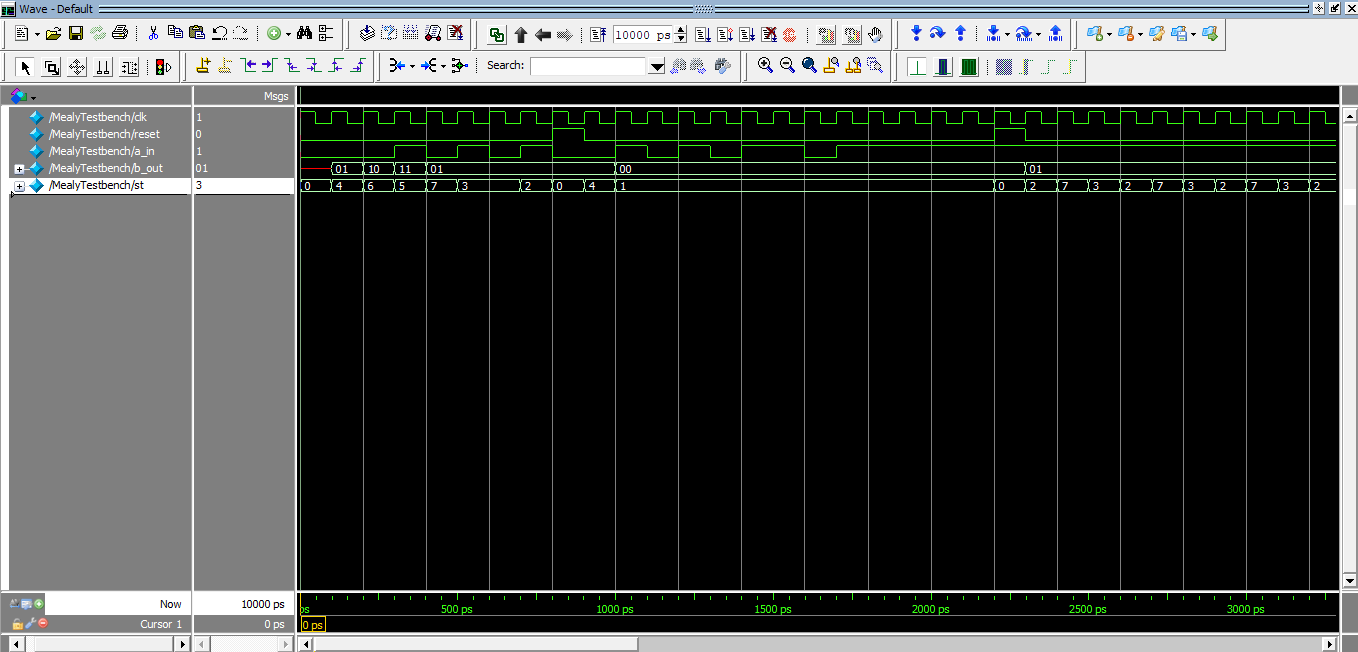 Wave - Default
10000 ps
Search:
Msgs
/MealyTestbench/clk 1
/MealyTestbench/reset 0
/MealyTestbench/a_in 1
/MealyTestbench/b_out 01 01 10 11 01 00 01
/MealyTestbench/st 3 0 4 6 5 7 3 2 0 4 1 0 2 7 3 2 7 3 2 7 3 2
Now 10000 ps ps 500 ps 1000 ps 1500 ps 2000 ps 2500 ps 3000 ps
Cursor 1 0 ps 0 ps